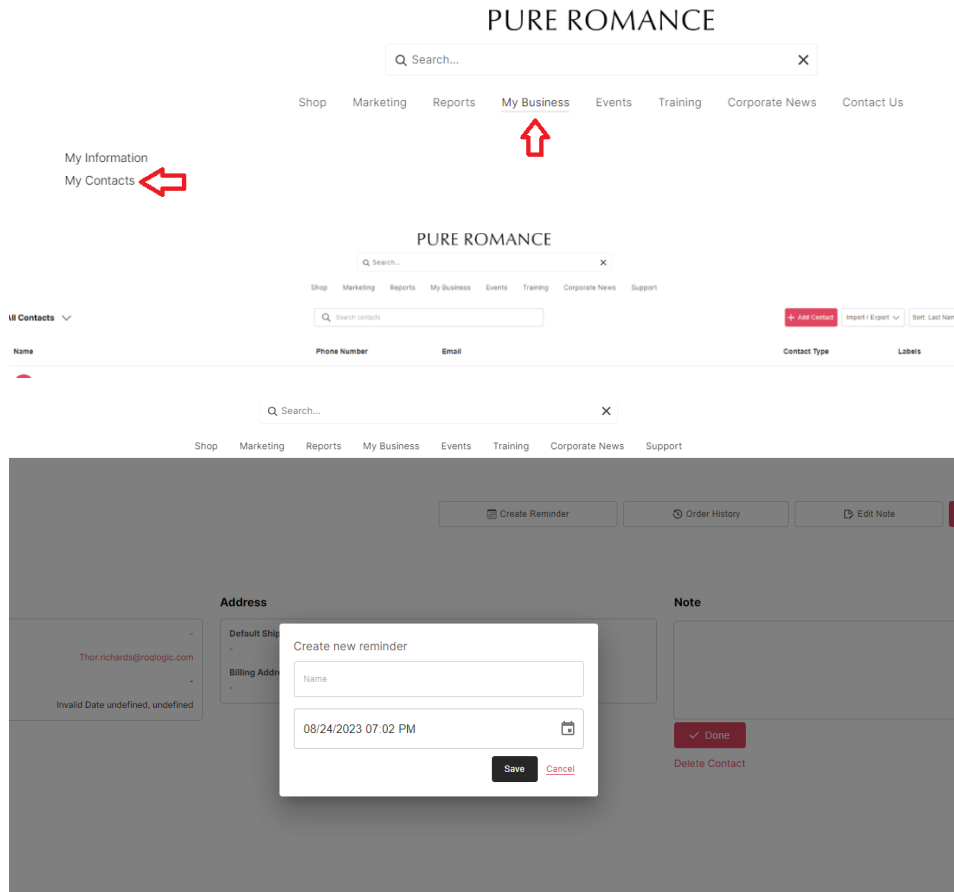 PURE ROMANCE
Search...
Shop Marketing Reports My Business Events Training Corporate News Contact Us
My Information
My Contacts
PURE ROMANCE
Search...
Shop Marketing Reports My Business Events Training Corporate News Support
All Contacts Search contacts + Add Contact Import / Export Sort: Last Nam
Name Phone Number Email Contact Type Labels
Search...
Shop Marketing Reports My Business Events Training Corporate News Support
Create Reminder Order History Edit Note
Address Note
- Default Ship
Thor.richards@roqlogic.com -
- Billing Addre
Invalid Date undefined, undefined -
Create new reminder
Name
08/24/2023 07:02 PM
Save Cancel
Done
Delete Contact